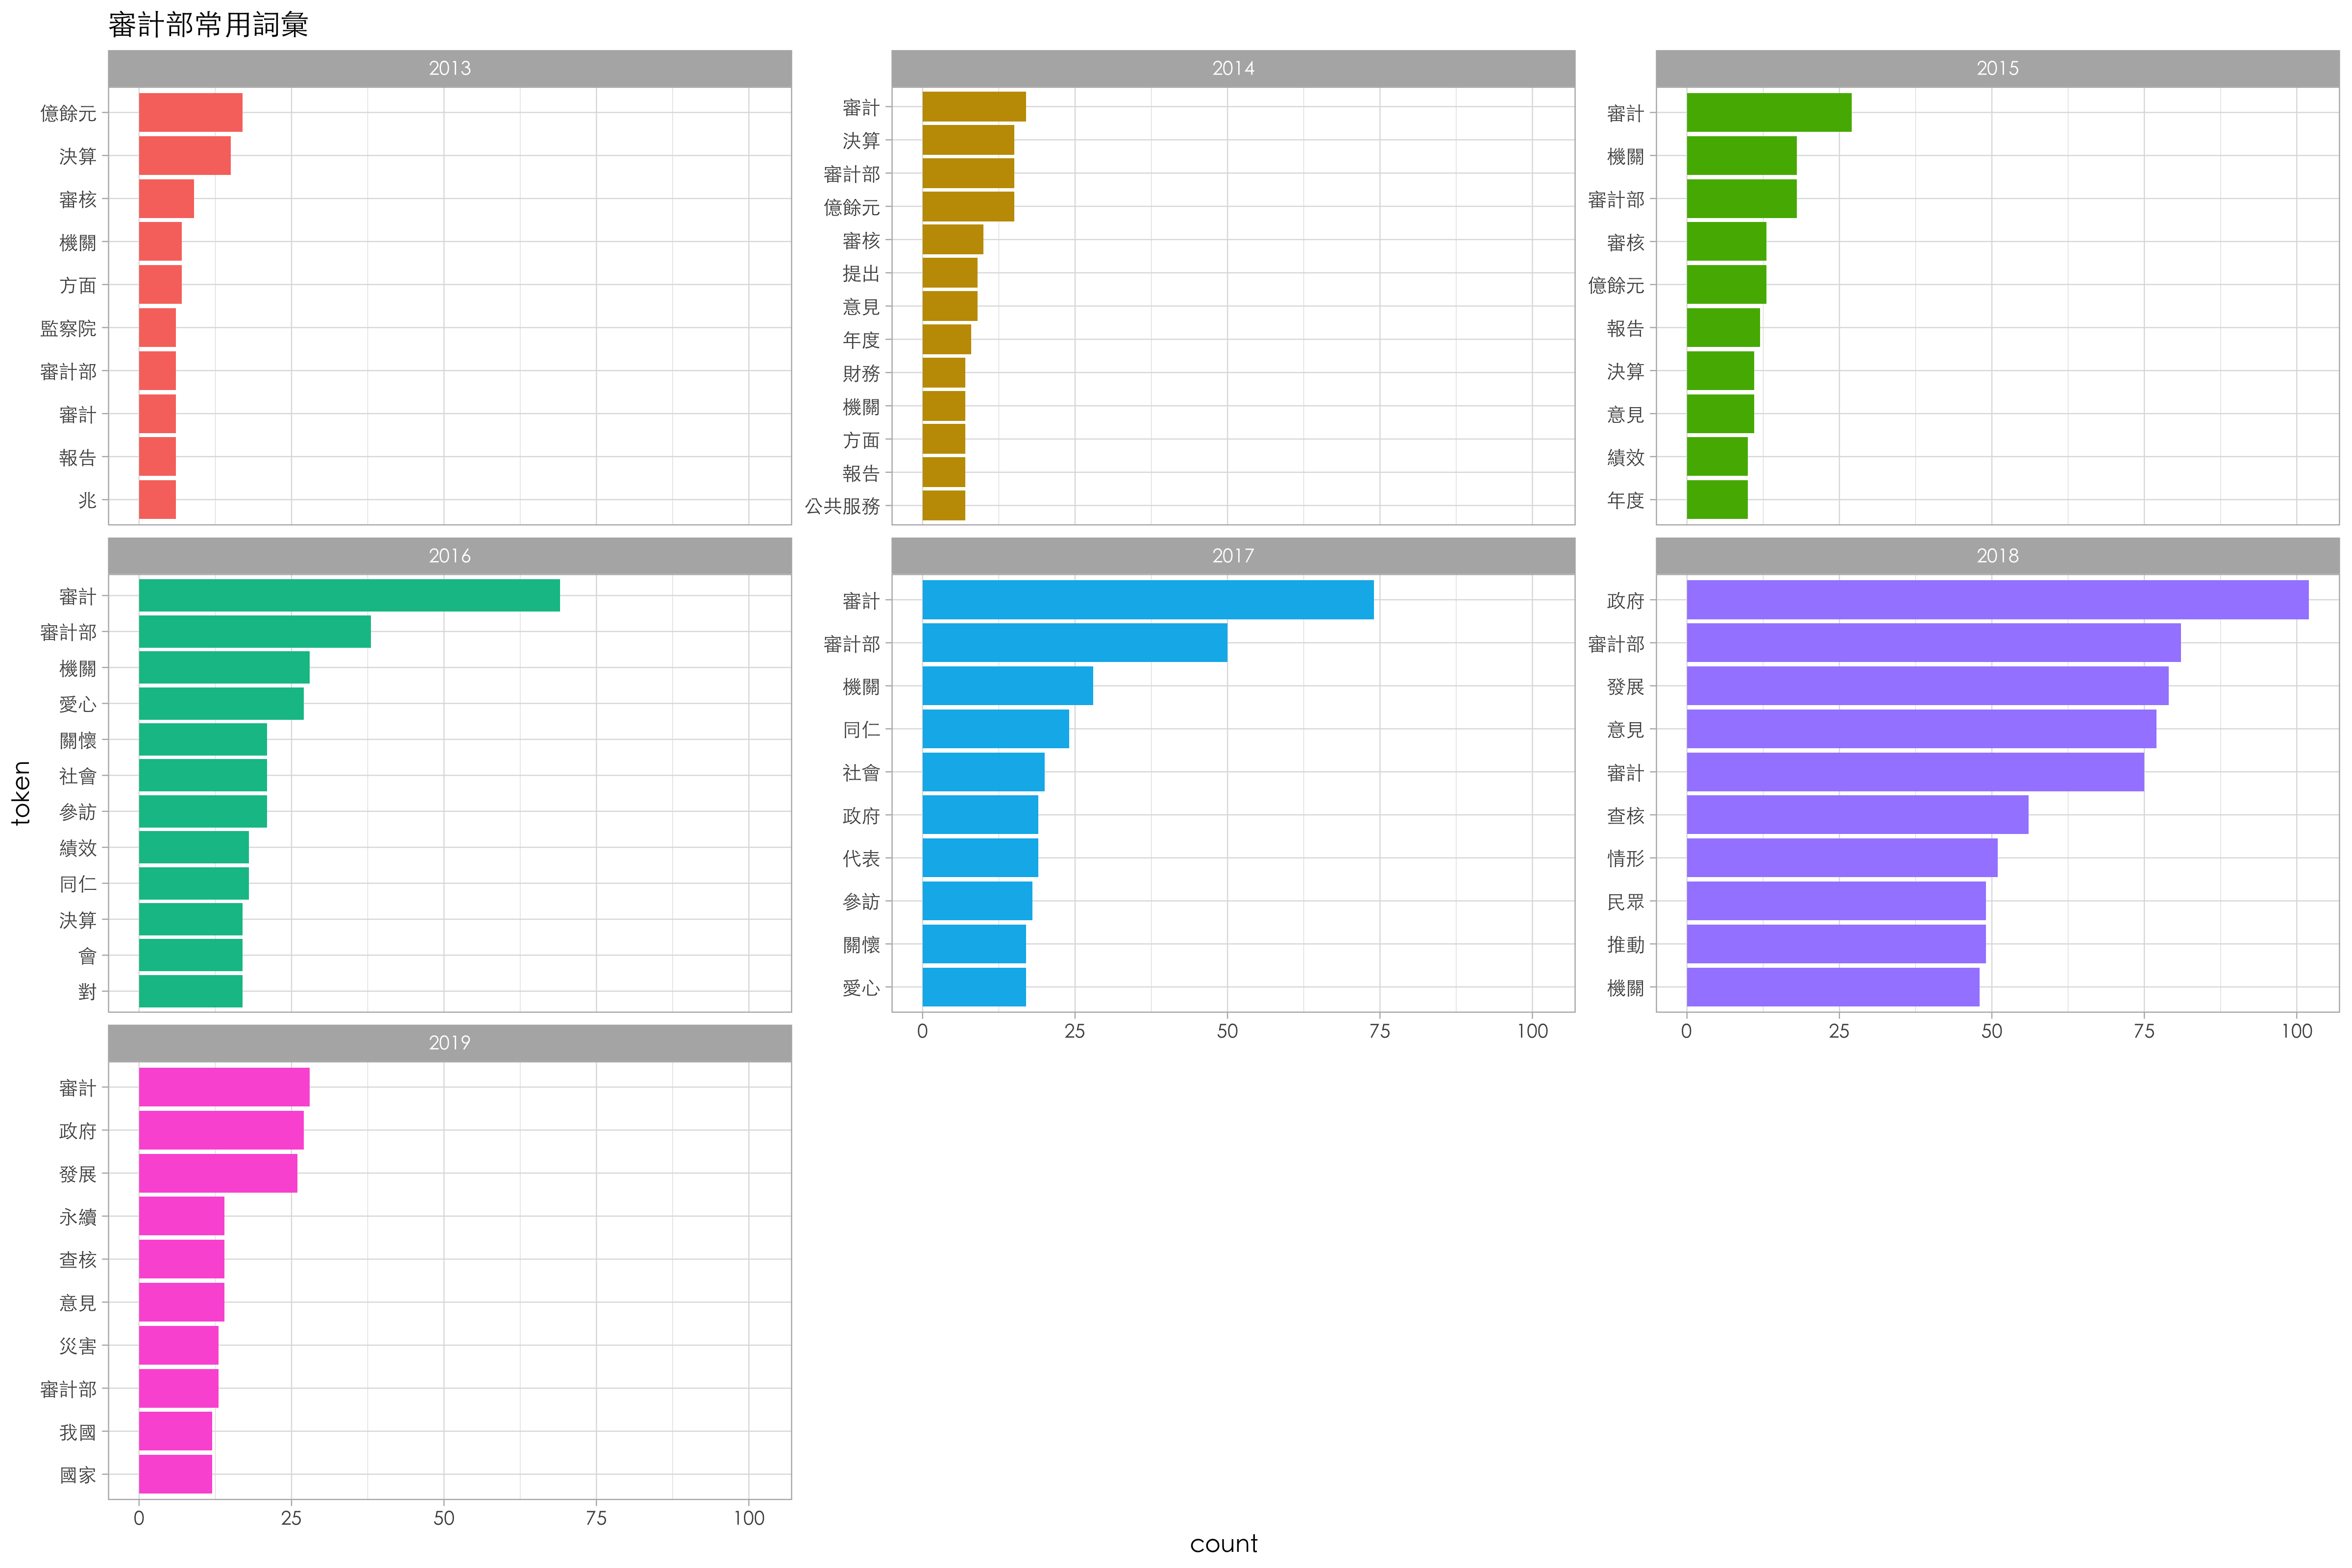 審計部常用詞彙
2013
億餘元
決算
審核
機關
方面
監察院
審計部
審計
報告
兆
2014
審計
決算
審計部
億餘元
審核
提出
意見
年度
財務
機關
方面
報告
公共服務
2015
審計
機關
審計部
審核
億餘元
報告
決算
意見
績效
年度
2016
審計
審計部
機關
愛心
關懷
社會
參訪
績效
同仁
決算
會
對
2017
審計
審計部
機關
同仁
社會
政府
代表
參訪
關懷
愛心
0 25 50 75 100
2018
政府
審計部
發展
意見
審計
查核
情形
民眾
推動
機關
0 25 50 75 100
2019
審計
政府
發展
永續
查核
意見
災害
審計部
我國
國家
0 25 50 75 100
token
count